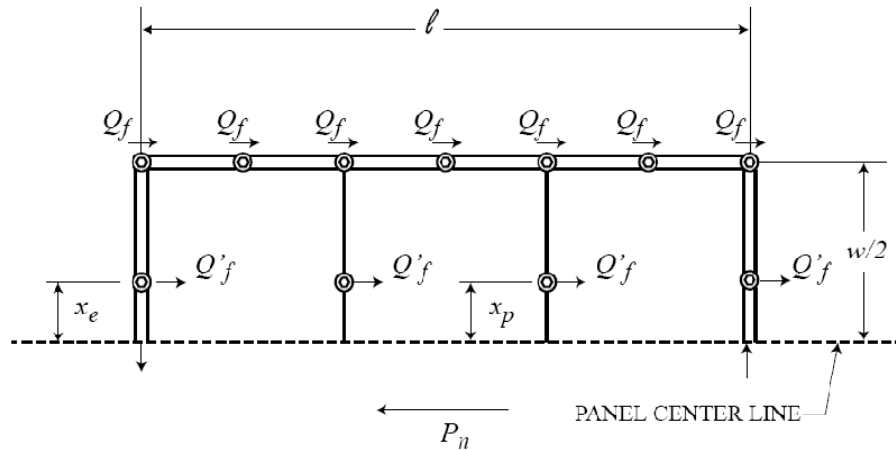 ℓ
Q_f Q_f Q_f Q_f Q_f Q_f Q_f
w/2
Q'_f Q'_f Q'_f Q'_f
x_e x_p
PANEL CENTER LINE
P_n